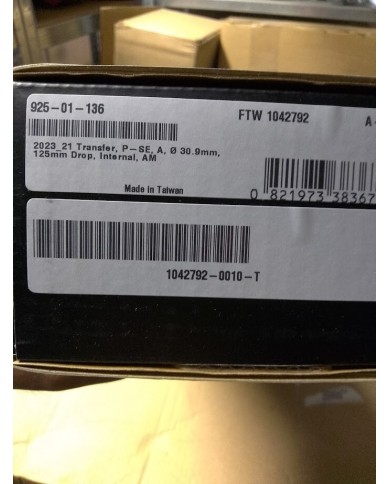 925-01-136
FTW 1042792
A-
2023_21 Transfer, P-SE, A, Ø 30.9mm,
125mm Drop, Internal, AM
Made in Taiwan
0 821973 38367
1042792-0010-T